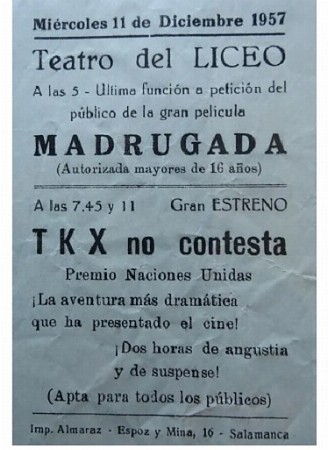 Miércoles 11 de Diciembre 1957
Teatro del LICEO
A las 5 - Ultima función a petición del
público de la gran película
MADRUGADA
(Autorizada mayores de 16 años)
A las 7,45 y 11 Gran ESTRENO
TKX no contesta
Premio Naciones Unidas
¡La aventura más dramática
que ha presentado el cine!
¡Dos horas de angustia
y de suspense!
(Apta para todos los públicos)
Imp. Almaraz - Espoz y Mina, 16 - Salamanca